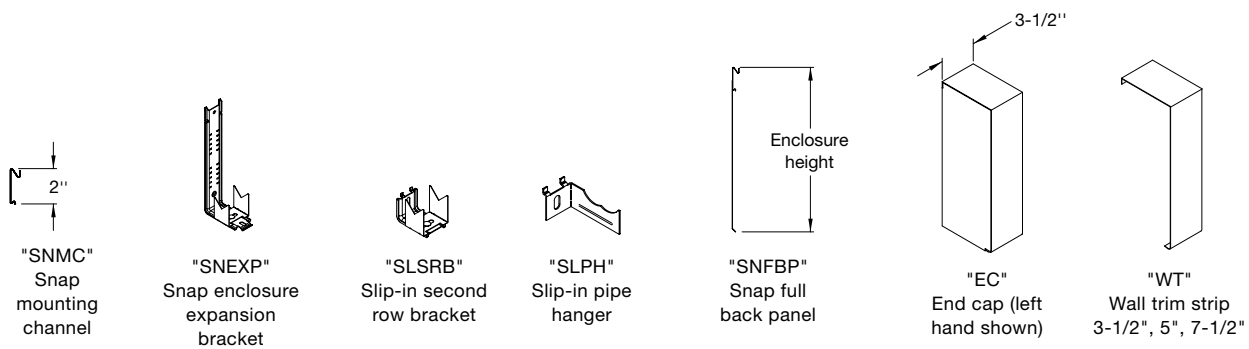 3-1/2''
2''
Enclosure
height
"SNMC"
Snap
mounting
channel
"SNEXP"
Snap enclosure
expansion
bracket
"SLSRB"
Slip-in second
row bracket
"SLPH"
Slip-in pipe
hanger
"SNFBP"
Snap full
back panel
"EC"
End cap (left
hand shown)
"WT"
Wall trim strip
3-1/2", 5", 7-1/2"